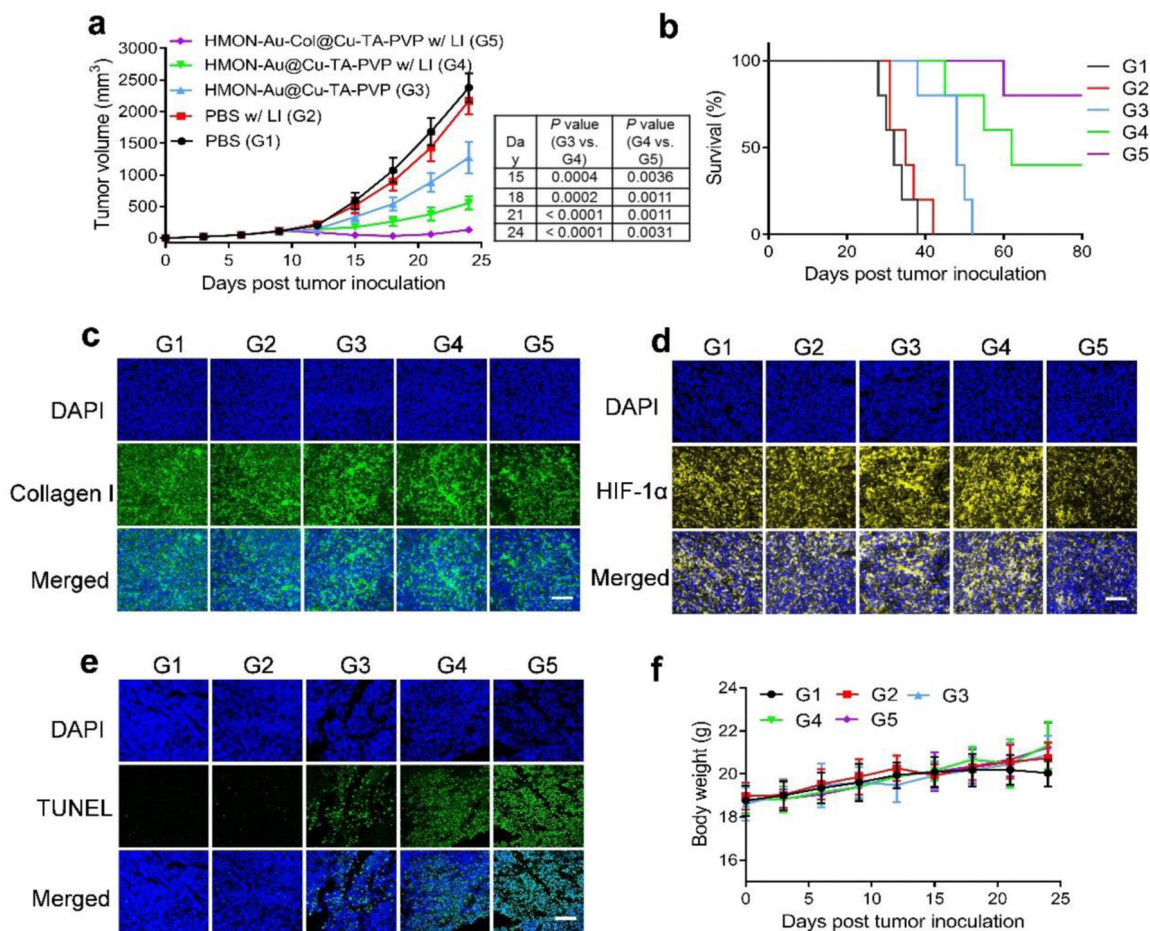 a
HMON-Au-Col@Cu-TA-PVP w/ LI (G5)
HMON-Au@Cu-TA-PVP w/ LI (G4)
HMON-Au@Cu-TA-PVP (G3)
PBS w/ LI (G2)
PBS (G1)
Tumor volume (mm³)
3000
2500
2000
1500
1000
500
0
0 5 10 15 20 25
Days post tumor inoculation
Da y P value (G3 vs. G4) P value (G4 vs. G5)
15 0.0004 0.0036
18 0.0002 0.0011
21 < 0.0001 0.0011
24 < 0.0001 0.0031
b
Survival (%)
100
50
0
0 20 40 60 80
Days post tumor inoculation
G1
G2
G3
G4
G5
c
G1 G2 G3 G4 G5
DAPI
Collagen I
Merged
d
G1 G2 G3 G4 G5
DAPI
HIF-1α
Merged
e
G1 G2 G3 G4 G5
DAPI
TUNEL
Merged
f
G1 G2 G3
G4 G5
Body weight (g)
24
22
20
18
16
0 5 10 15 20 25
Days post tumor inoculation